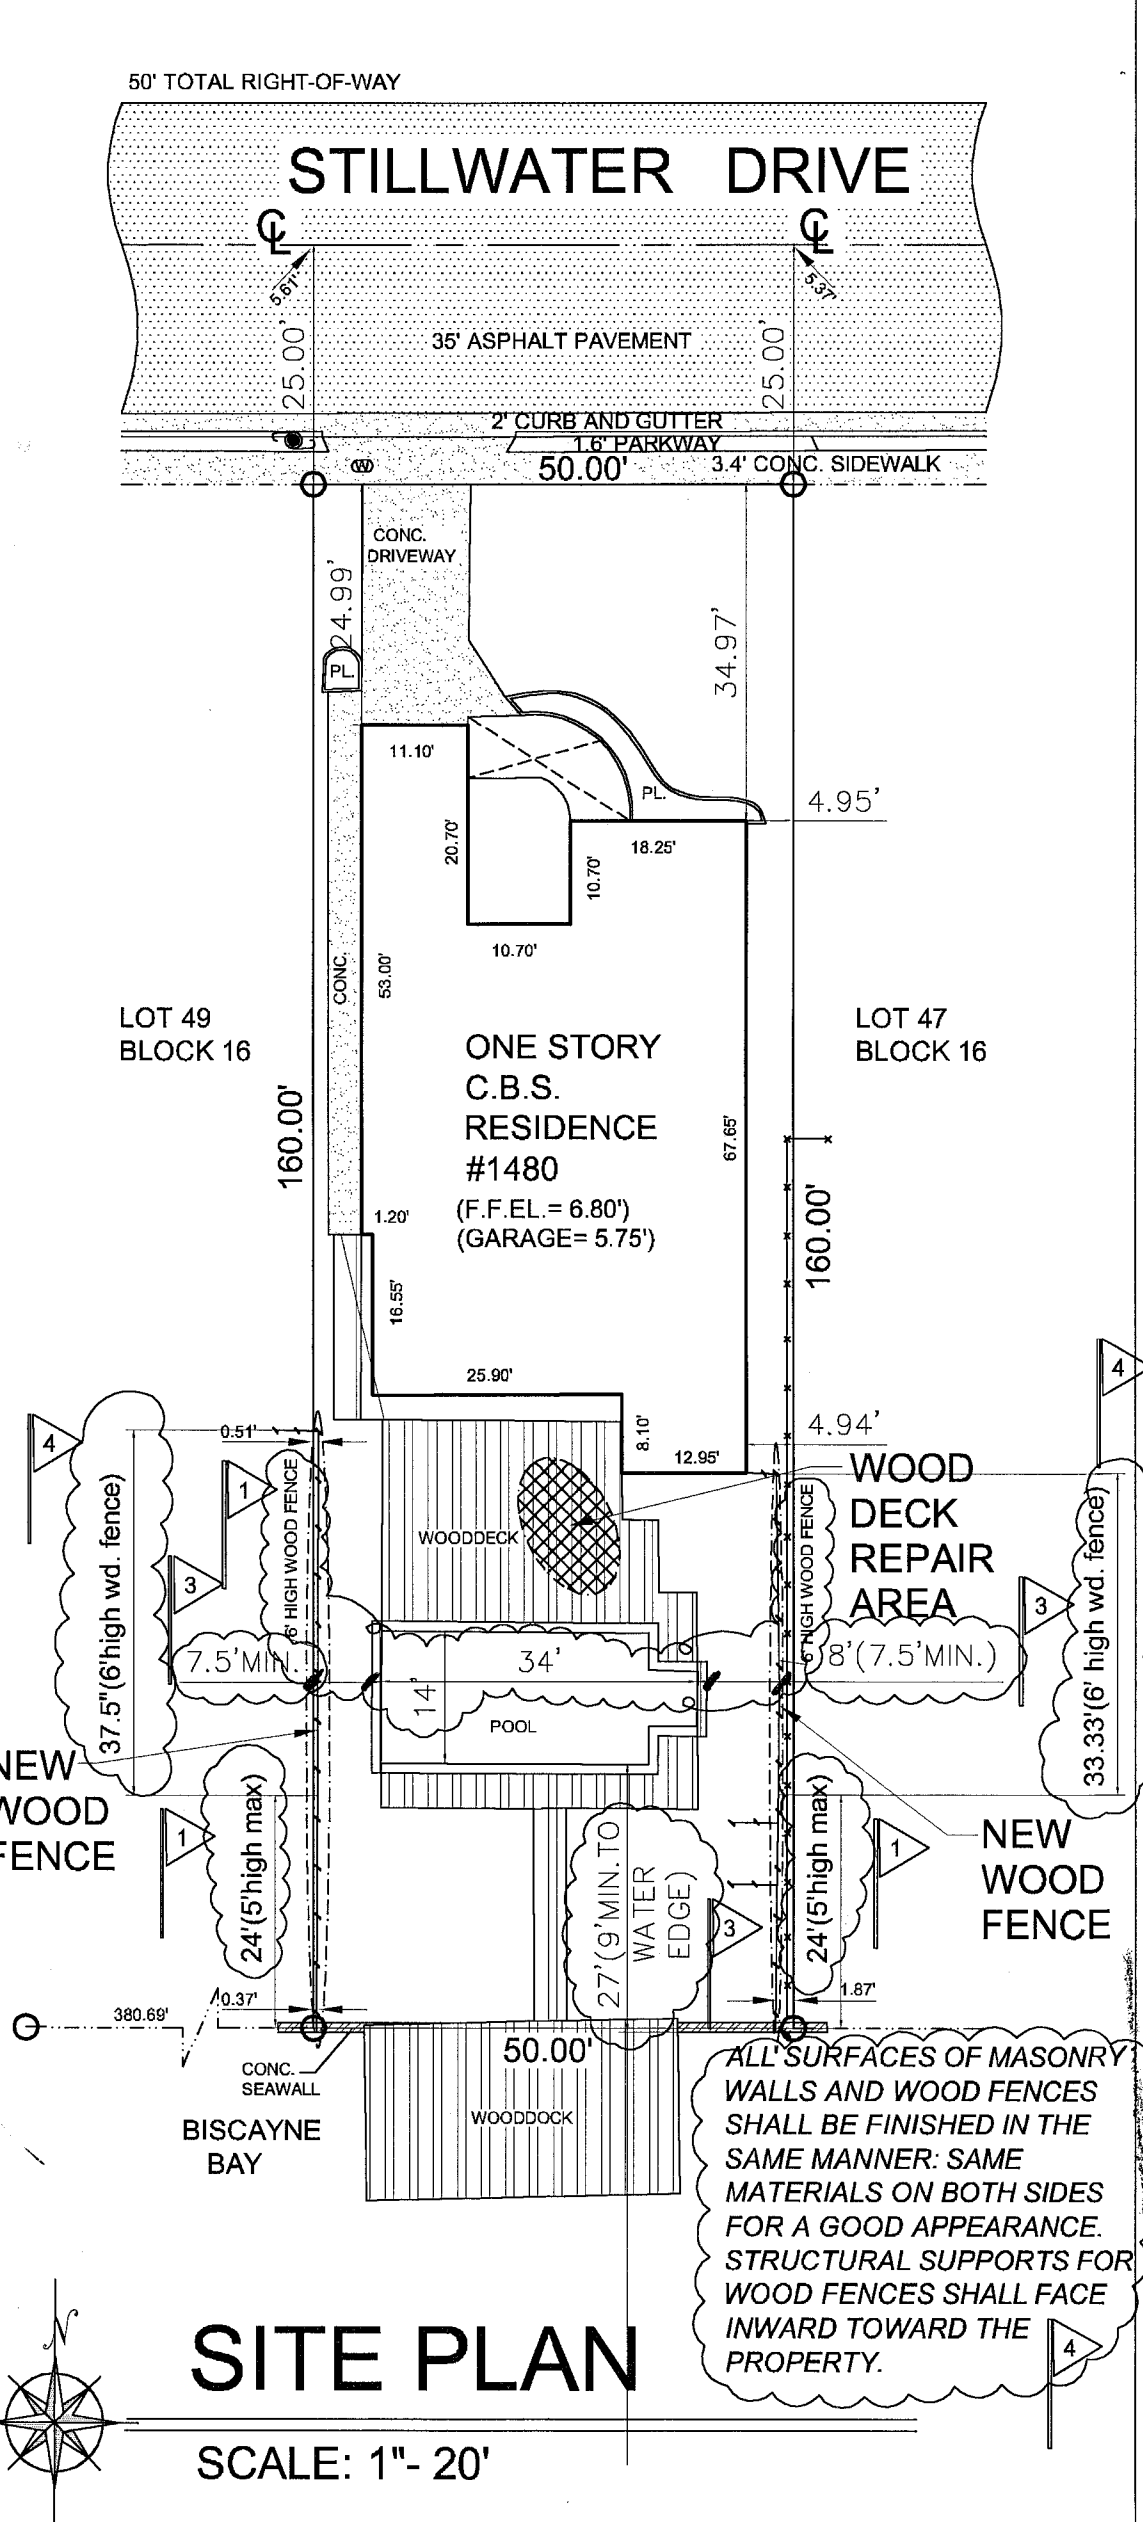 50' TOTAL RIGHT-OF-WAY
STILLWATER DRIVE
CL
CL
5.61'
5.37'
25.00'
35' ASPHALT PAVEMENT
25.00'
2' CURB AND GUTTER
1.6' PARKWAY
W
50.00'
3.4' CONC. SIDEWALK
CONC.
DRIVEWAY
24.99'
34.97'
PL.
11.10'
PL.
4.95'
20.70'
18.25'
10.70'
10.70'
CONC.
53.00'
LOT 49
BLOCK 16
LOT 47
BLOCK 16
ONE STORY
C.B.S.
RESIDENCE
#1480
(F.F.EL.= 6.80')
(GARAGE= 5.75')
160.00'
67.65'
160.00'
1.20'
16.55'
25.90'
4
0.51'
8.10'
12.95'
4.94'
4
37.5"(6'high wd. fence)
1
6' HIGH WOOD FENCE
WOODDECK
6' HIGH WOOD FENCE
WOOD
DECK
REPAIR
AREA
33.33'(6' high wd. fence)
3
3
7.5'MIN.
34'
8'(7.5'MIN.)
14'
POOL
NEW
WOOD
FENCE
1
24'(5'high max)
27'(9'MIN.TO
WATER
EDGE)
3
24'(5'high max)
1
NEW
WOOD
FENCE
380.69'
0.37'
1.87'
CONC.
SEAWALL
50.00'
WOODDOCK
BISCAYNE
BAY
ALL SURFACES OF MASONRY
WALLS AND WOOD FENCES
SHALL BE FINISHED IN THE
SAME MANNER: SAME
MATERIALS ON BOTH SIDES
FOR A GOOD APPEARANCE.
STRUCTURAL SUPPORTS FOR
WOOD FENCES SHALL FACE
INWARD TOWARD THE
PROPERTY.
4
N
SITE PLAN
SCALE: 1"- 20'